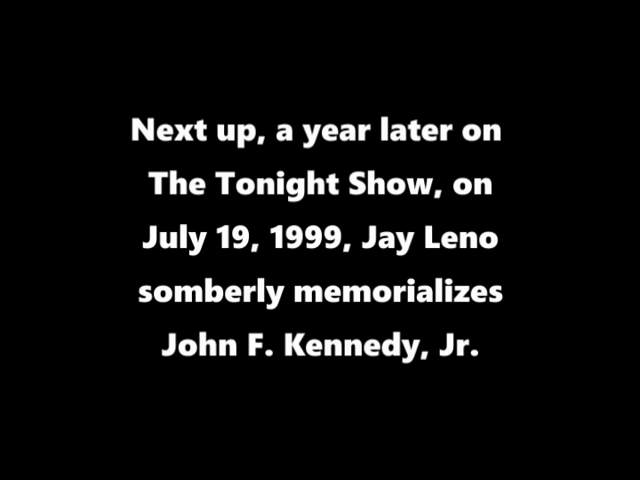 Next up, a year later on
The Tonight Show, on
July 19, 1999, Jay Leno
somberly memorializes
John F. Kennedy, Jr.